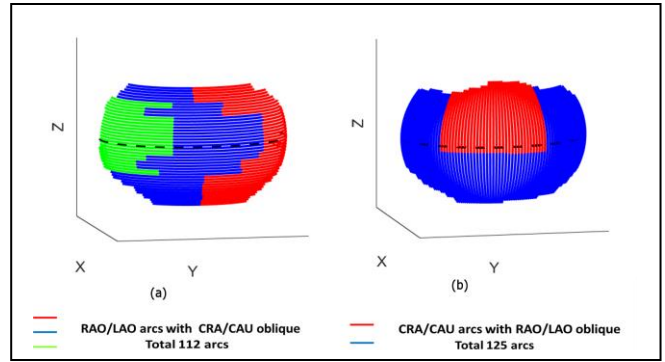 Z
Z
X
Y
X
Y
(a)
(b)
RAO/LAO arcs with CRA/CAU oblique
Total 112 arcs
CRA/CAU arcs with RAO/LAO oblique
Total 125 arcs